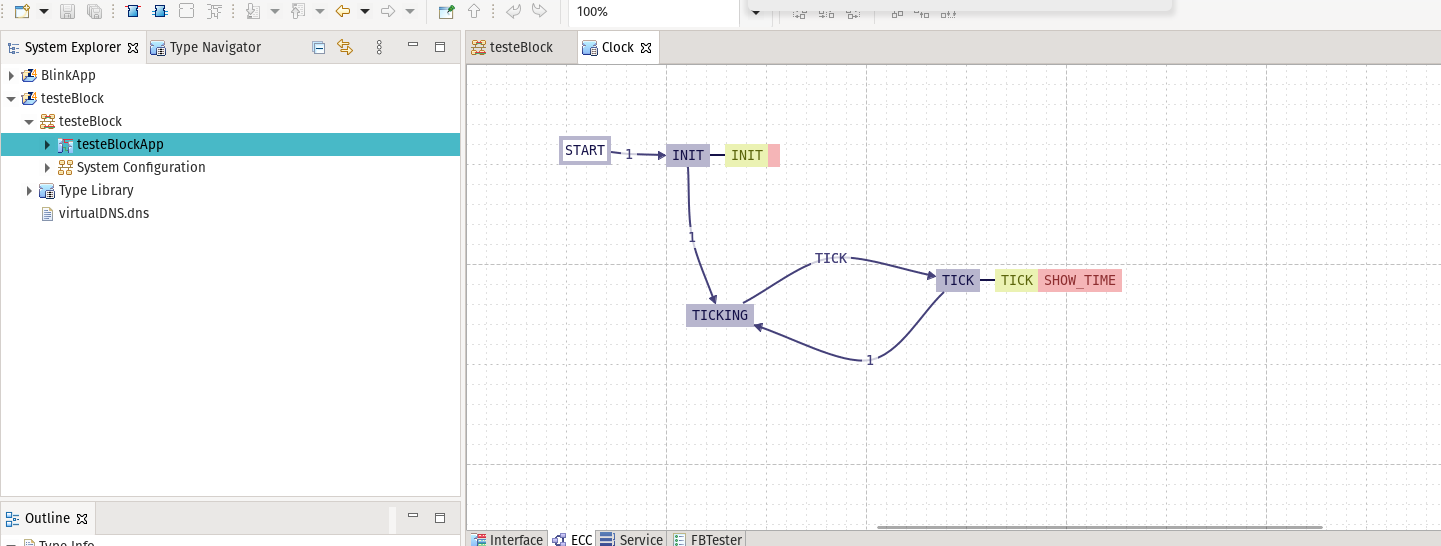 100%
System Explorer
Type Navigator
BlinkApp
testeBlock
testeBlock
testeBlockApp
System Configuration
Type Library
virtualDNS.dns
Outline
Type Info
testeBlock
Clock
START
1
INIT
INIT
1
TICK
TICK
TICK
SHOW_TIME
TICKING
1
Interface
ECC
Service
FBTester